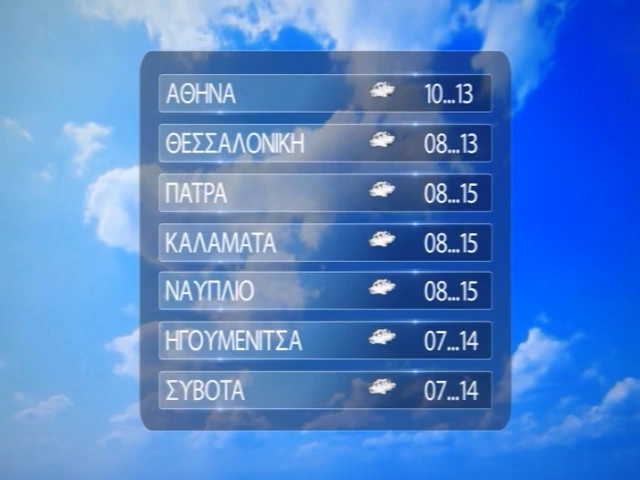 ΑΘΗΝΑ 10...13
ΘΕΣΣΑΛΟΝΙΚΗ 08...13
ΠΑΤΡΑ 08...15
ΚΑΛΑΜΑΤΑ 08...15
ΝΑΥΠΛΙΟ 08...15
ΗΓΟΥΜΕΝΙΤΣΑ 07...14
ΣΥΒΟΤΑ 07...14